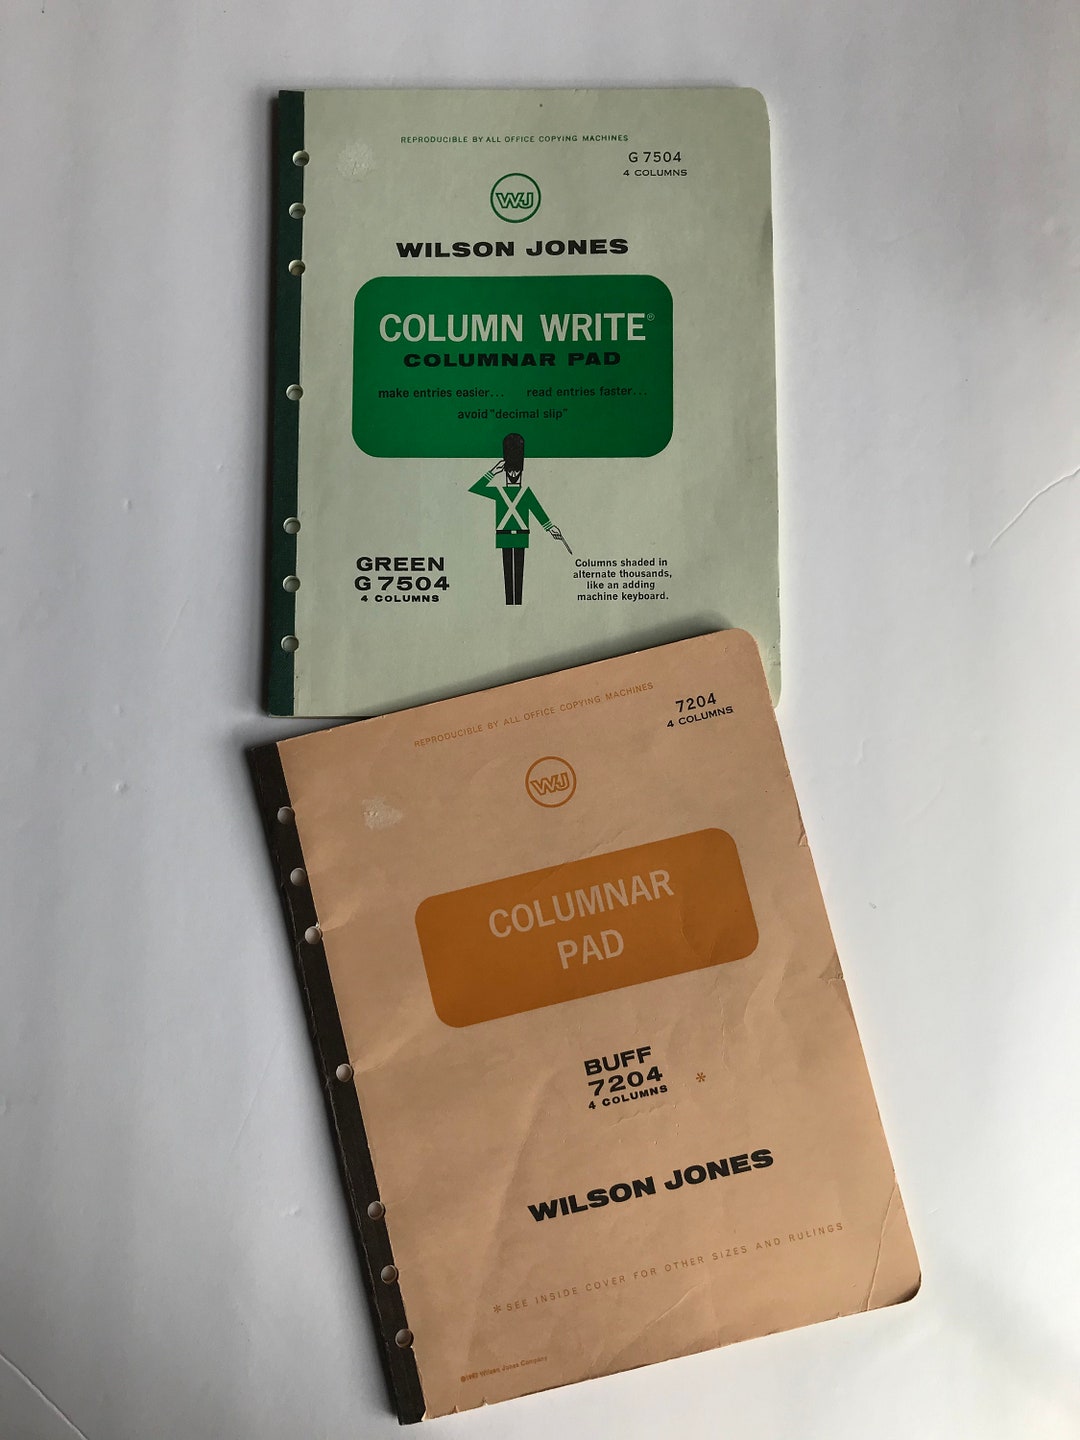 REPRODUCIBLE BY ALL OFFICE COPYING MACHINES
G 7504
4 COLUMNS
WJ
WILSON JONES
COLUMN WRITE®
COLUMNAR PAD
make entries easier... read entries faster...
avoid "decimal slip"
GREEN
G 7504
4 COLUMNS
Columns shaded in
alternate thousands,
like an adding
machine keyboard.
REPRODUCIBLE BY ALL OFFICE COPYING MACHINES
7204
4 COLUMNS
WJ
COLUMNAR
PAD
BUFF
7204 *
4 COLUMNS
WILSON JONES
*SEE INSIDE COVER FOR OTHER SIZES AND RULINGS
Wilson Jones Company